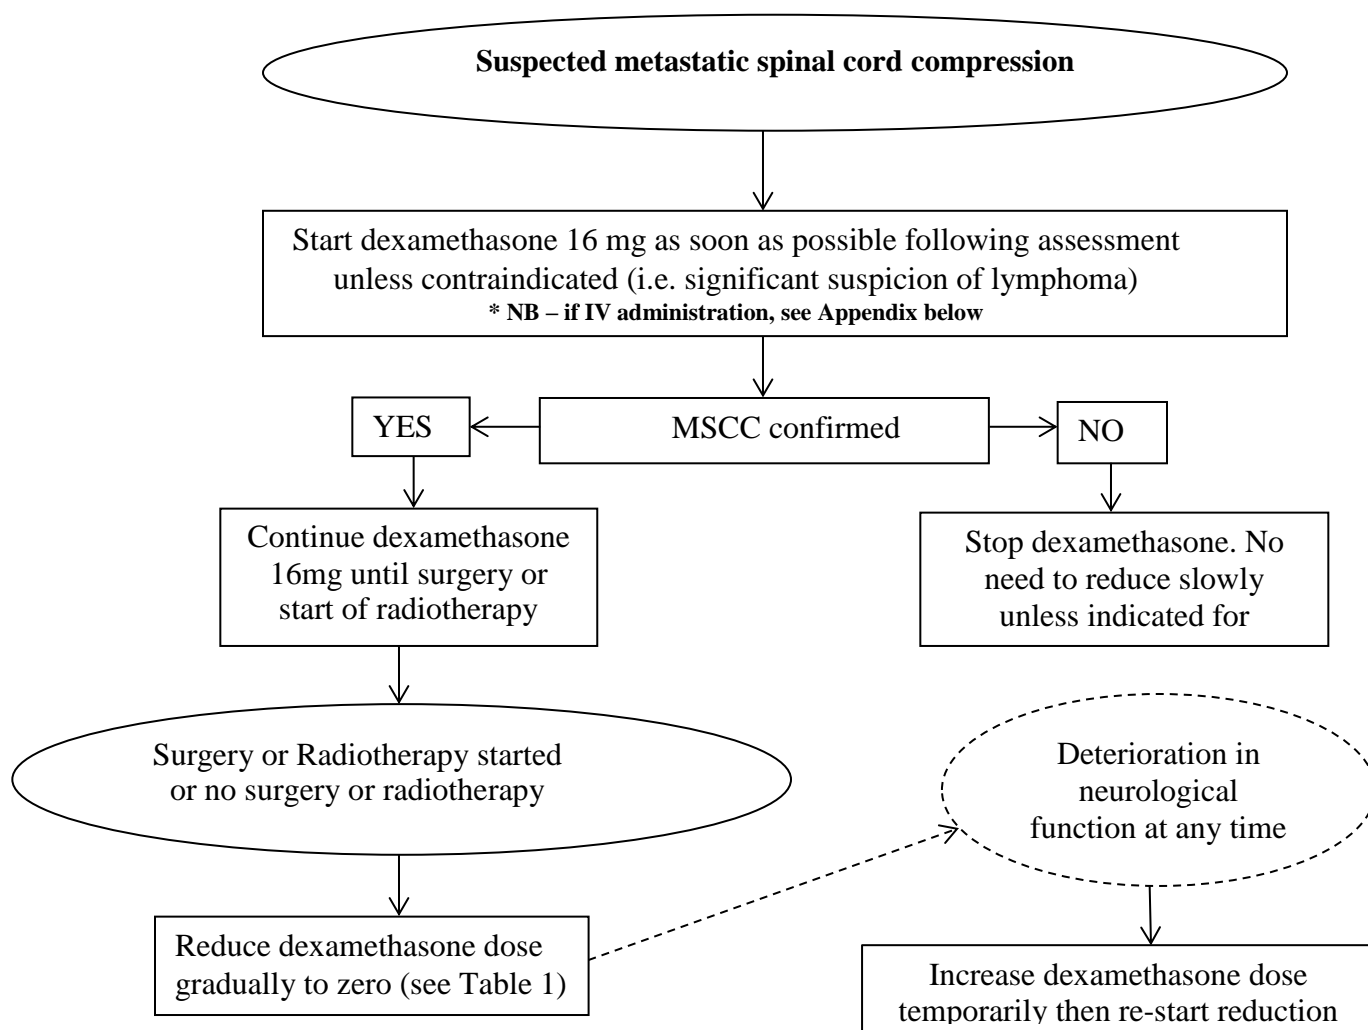 Suspected metastatic spinal cord compression
Start dexamethasone 16 mg as soon as possible following assessment
unless contraindicated (i.e. significant suspicion of lymphoma)
* NB – if IV administration, see Appendix below
YES
MSCC confirmed
NO
Continue dexamethasone
16mg until surgery or
start of radiotherapy
Stop dexamethasone. No
need to reduce slowly
unless indicated for
Surgery or Radiotherapy started
or no surgery or radiotherapy
Deterioration in
neurological
function at any time
Reduce dexamethasone dose
gradually to zero (see Table 1)
Increase dexamethasone dose
temporarily then re-start reduction